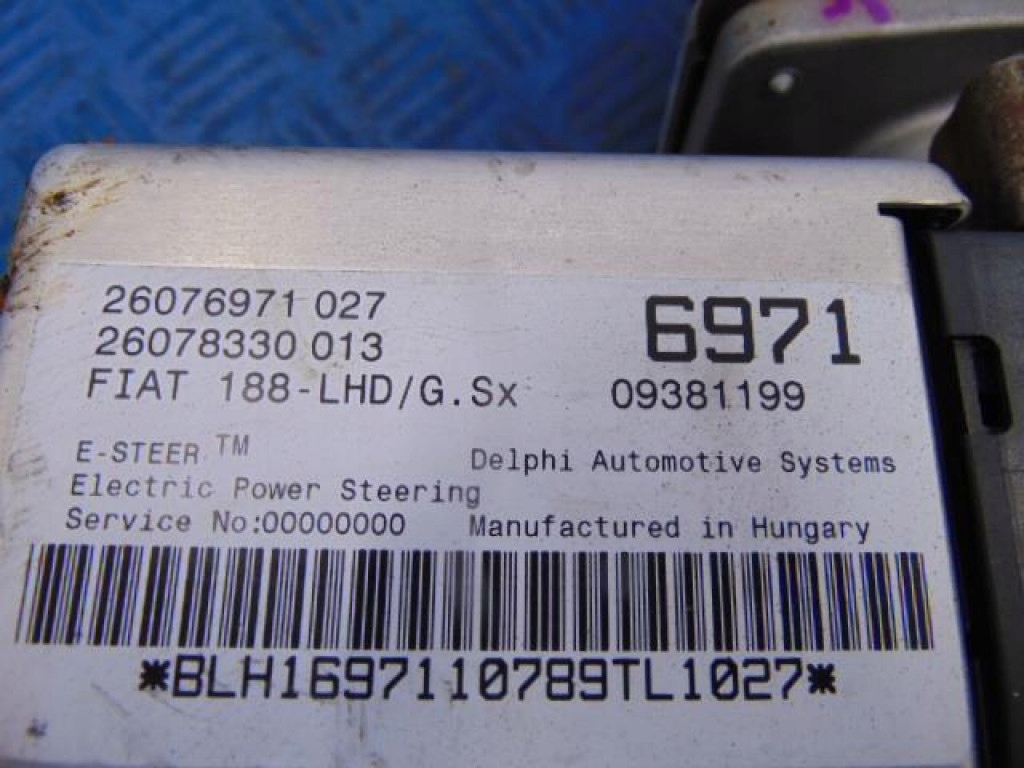 26076971 027 6971
26078330 013
FIAT 188-LHD/G.Sx 09381199
E-STEER ™ Delphi Automotive Systems
Electric Power Steering
Service No:00000000 Manufactured in Hungary
*BLH1697110789TL1027*